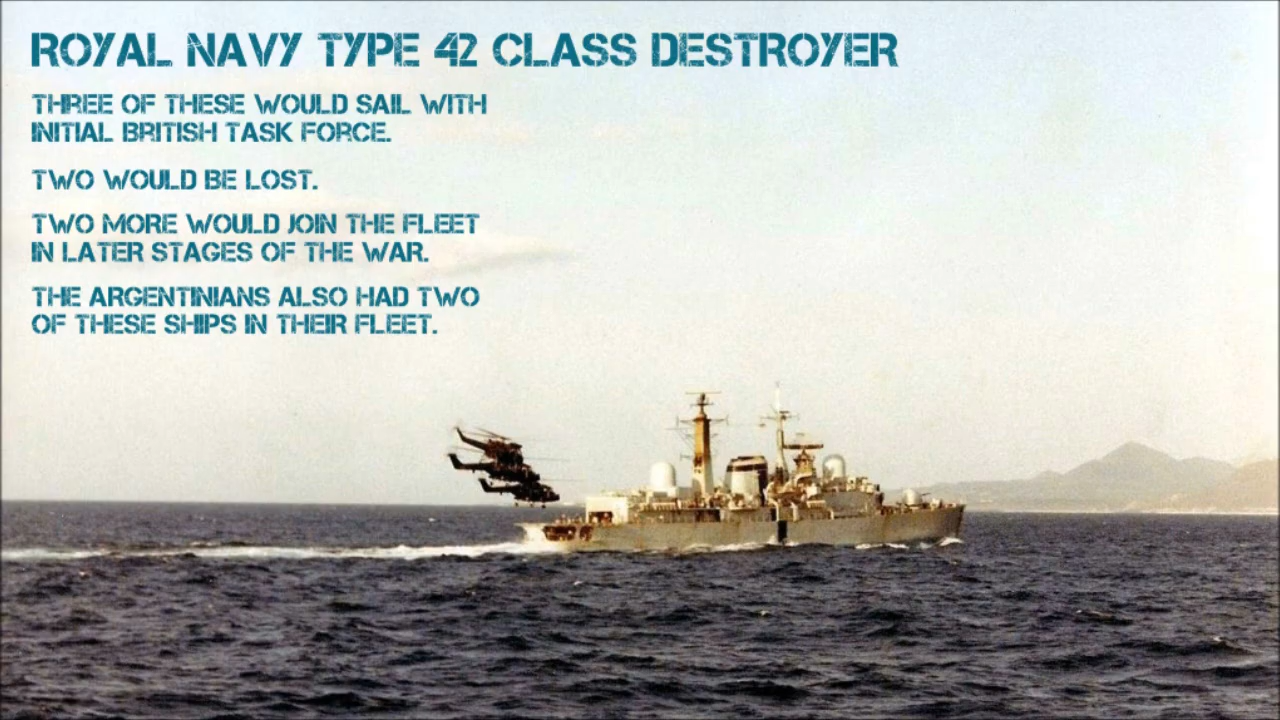 ROYAL NAVY TYPE 42 CLASS DESTROYER
THREE OF THESE WOULD SAIL WITH
INITIAL BRITISH TASK FORCE.
TWO WOULD BE LOST.
TWO MORE WOULD JOIN THE FLEET
IN LATER STAGES OF THE WAR.
THE ARGENTINIANS ALSO HAD TWO
OF THESE SHIPS IN THEIR FLEET.